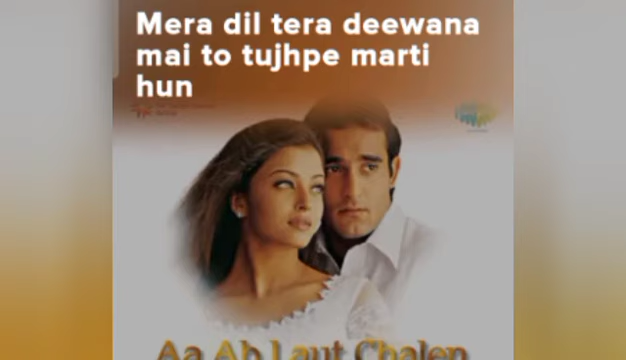 Mera dil tera deewana
mai to tujhpe marti
hun
Aa Ab Laut Chalen